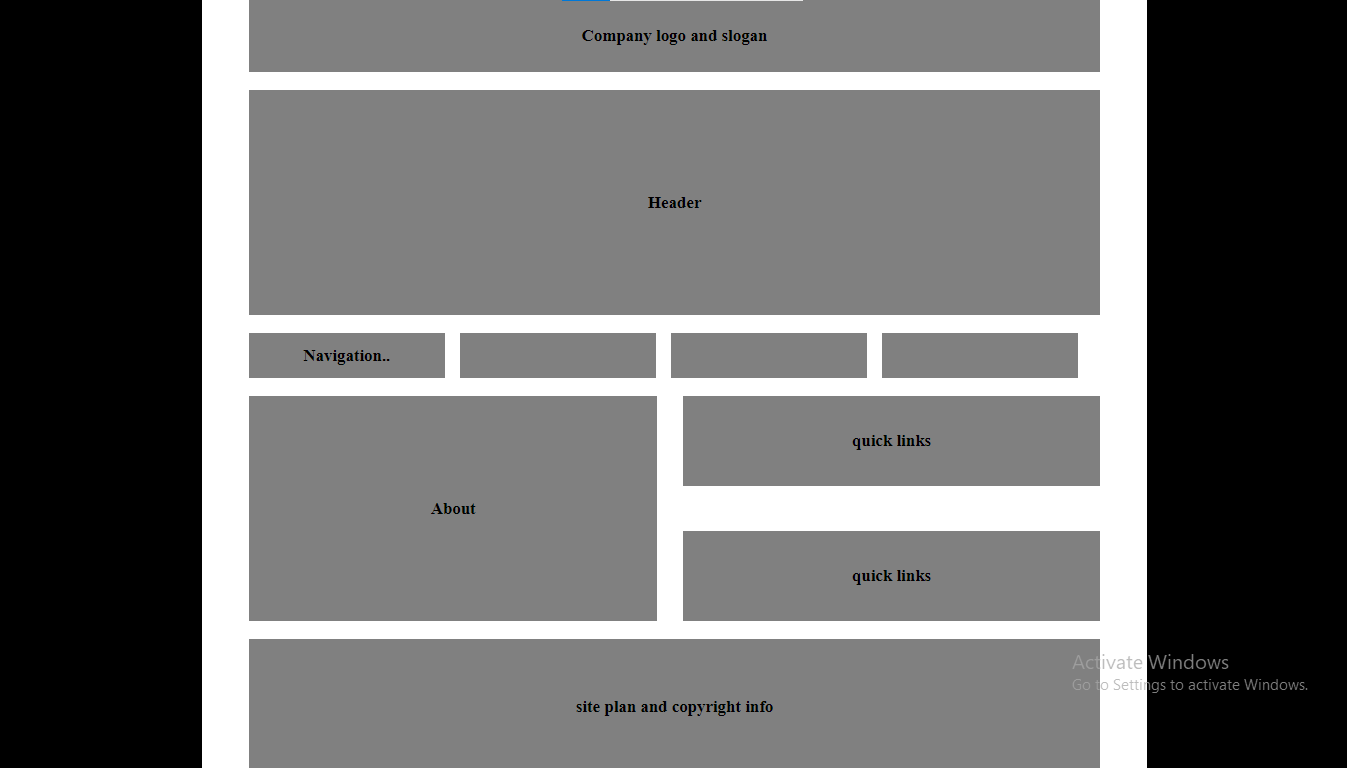 Company logo and slogan
Header
Navigation..
About
quick links
quick links
site plan and copyright info
Activate Windows
Go to Settings to activate Windows.